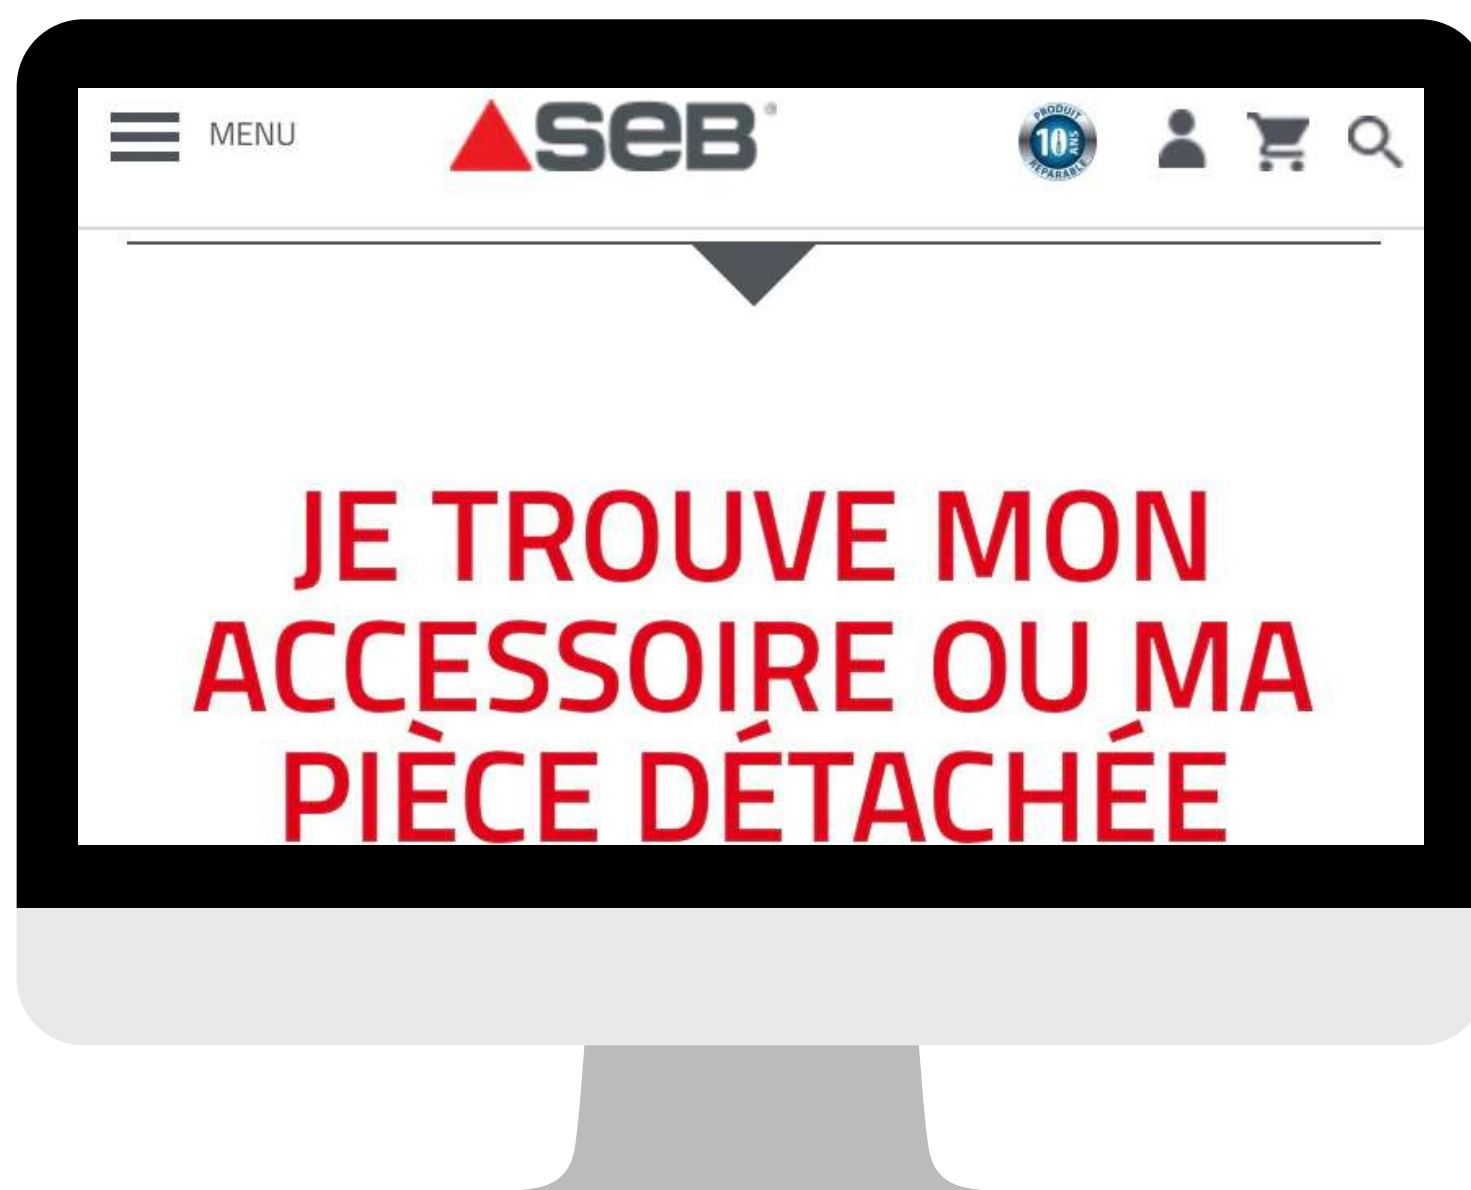 MENU
SEB®
PRODUIT
10 ANS
RÉPARABLE
JE TROUVE MON
ACCESSOIRE OU MA
PIÈCE DÉTACHÉE